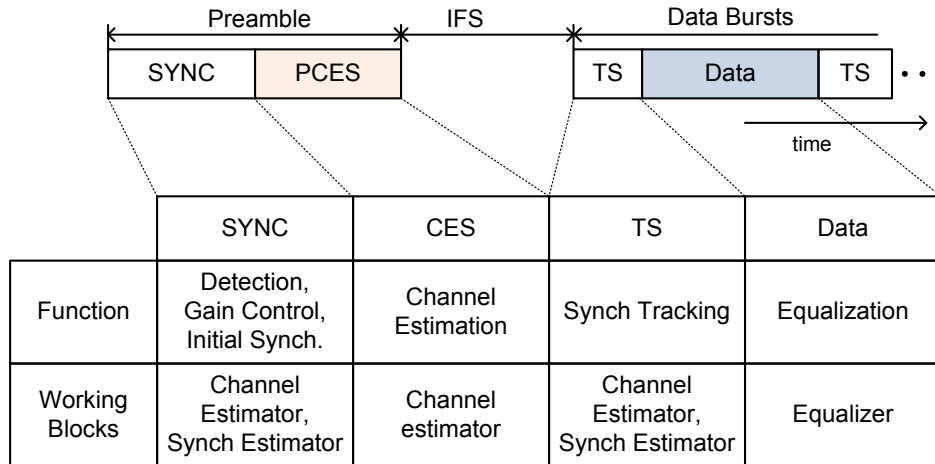 Preamble IFS Data Bursts
SYNC PCES TS Data TS
time
SYNC CES TS Data
Function
Detection,
Gain Control,
Initial Synch.
Channel
Estimation
Synch Tracking
Equalization
Working
Blocks
Channel
Estimator,
Synch Estimator
Channel
estimator
Channel
Estimator,
Synch Estimator
Equalizer